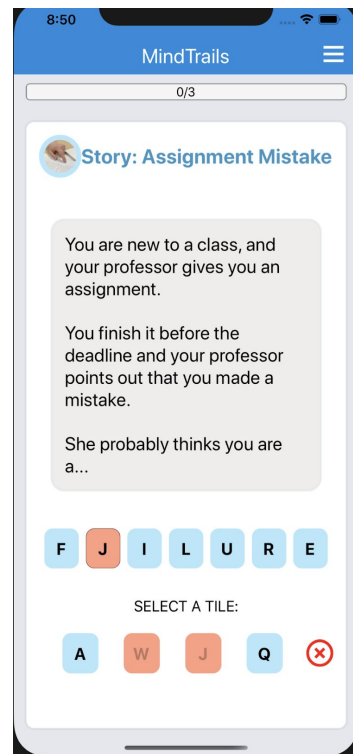 8:50
MindTrails
0/3
Story: Assignment Mistake
You are new to a class, and
your professor gives you an
assignment.
You finish it before the
deadline and your professor
points out that you made a
mistake.
She probably thinks you are
a...
F J I L U R E
SELECT A TILE:
A W J Q